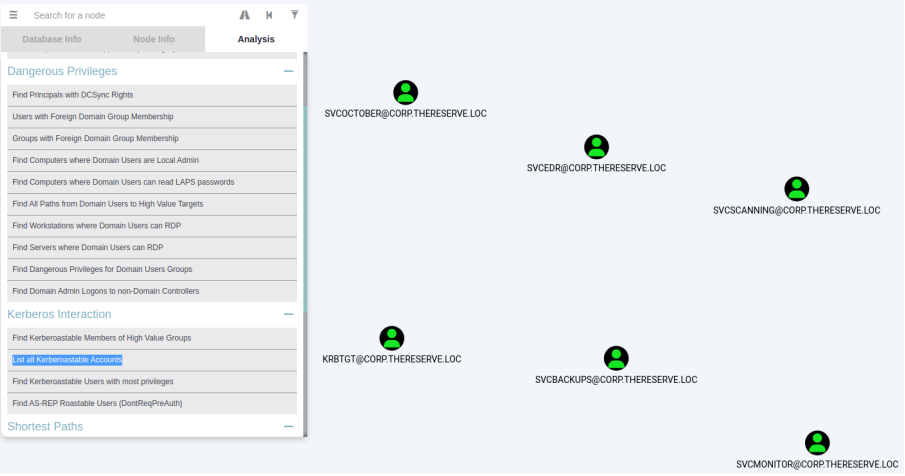 Search for a node
Database Info
Node Info
Analysis
Dangerous Privileges
Find Principals with DCSync Rights
Users with Foreign Domain Group Membership
Groups with Foreign Domain Group Membership
Find Computers where Domain Users are Local Admin
Find Computers where Domain Users can read LAPS passwords
Find All Paths from Domain Users to High Value Targets
Find Workstations where Domain Users can RDP
Find Servers where Domain Users can RDP
Find Dangerous Privileges for Domain Users Groups
Find Domain Admin Logons to non-Domain Controllers
Kerberos Interaction
Find Kerberoastable Members of High Value Groups
List all Kerberoastable Accounts
Find Kerberoastable Users with most privileges
Find AS-REP Roastable Users (DontReqPreAuth)
Shortest Paths
SVCOCTOBER@CORP.THERESERVE.LOC
SVCEDR@CORP.THERESERVE.LOC
SVCSCANNING@CORP.THERESERVE.LOC
KRBTGT@CORP.THERESERVE.LOC
SVCBACKUPS@CORP.THERESERVE.LOC
SVCMONITOR@CORP.THERESERVE.LOC